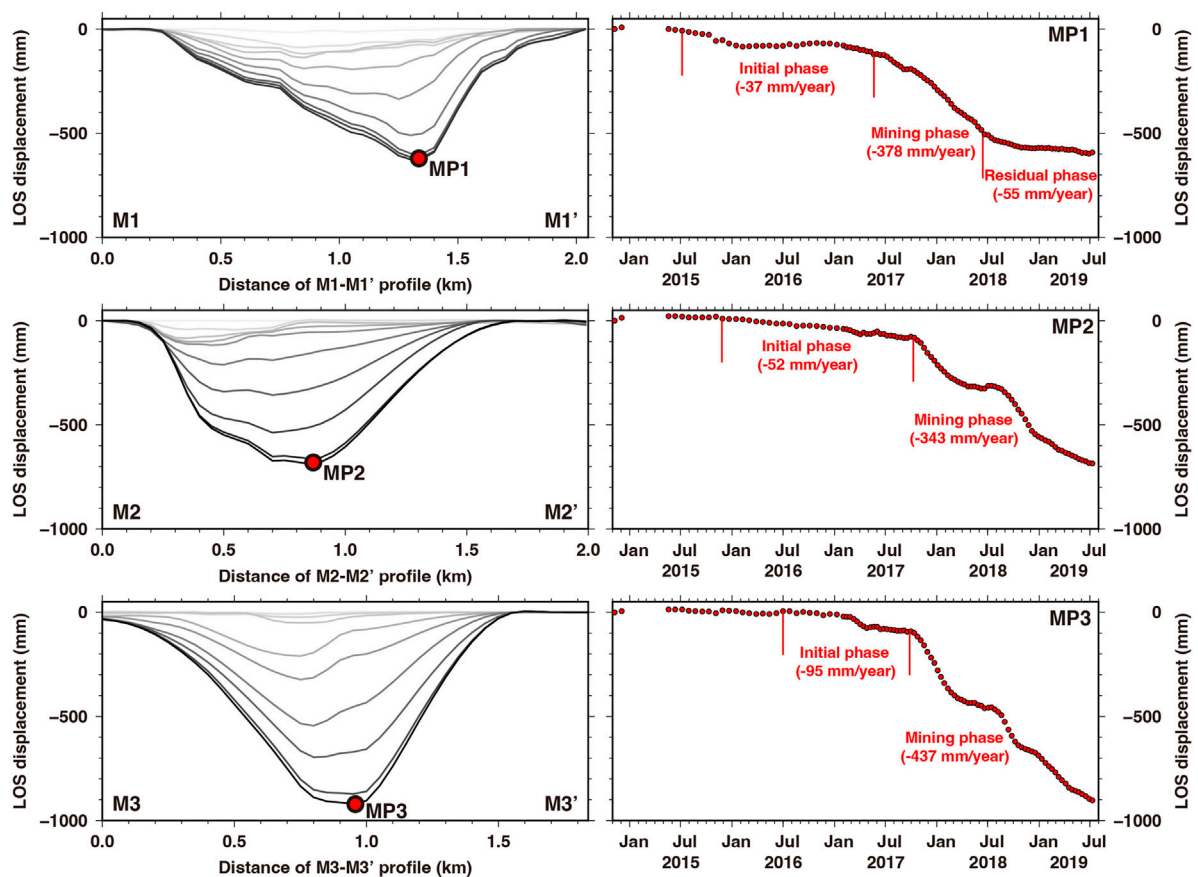 LOS displacement (mm)
0
−500
−1000
MP1
M1
M1’
0.0
0.5
1.0
1.5
2.0
Distance of M1-M1’ profile (km)
MP1
Initial phase
(-37 mm/year)
Mining phase
(-378 mm/year)
Residual phase
(-55 mm/year)
0
−500
−1000
LOS displacement (mm)
Jan Jul Jan Jul Jan Jul Jan Jul Jan Jul
2015 2016 2017 2018 2019
LOS displacement (mm)
0
−500
−1000
MP2
M2
M2’
0.0
0.5
1.0
1.5
2.0
Distance of M2-M2’ profile (km)
MP2
Initial phase
(-52 mm/year)
Mining phase
(-343 mm/year)
0
−500
−1000
LOS displacement (mm)
Jan Jul Jan Jul Jan Jul Jan Jul Jan Jul
2015 2016 2017 2018 2019
LOS displacement (mm)
0
−500
−1000
MP3
M3
M3’
0.0
0.5
1.0
1.5
Distance of M3-M3’ profile (km)
MP3
Initial phase
(-95 mm/year)
Mining phase
(-437 mm/year)
0
−500
−1000
LOS displacement (mm)
Jan Jul Jan Jul Jan Jul Jan Jul Jan Jul
2015 2016 2017 2018 2019